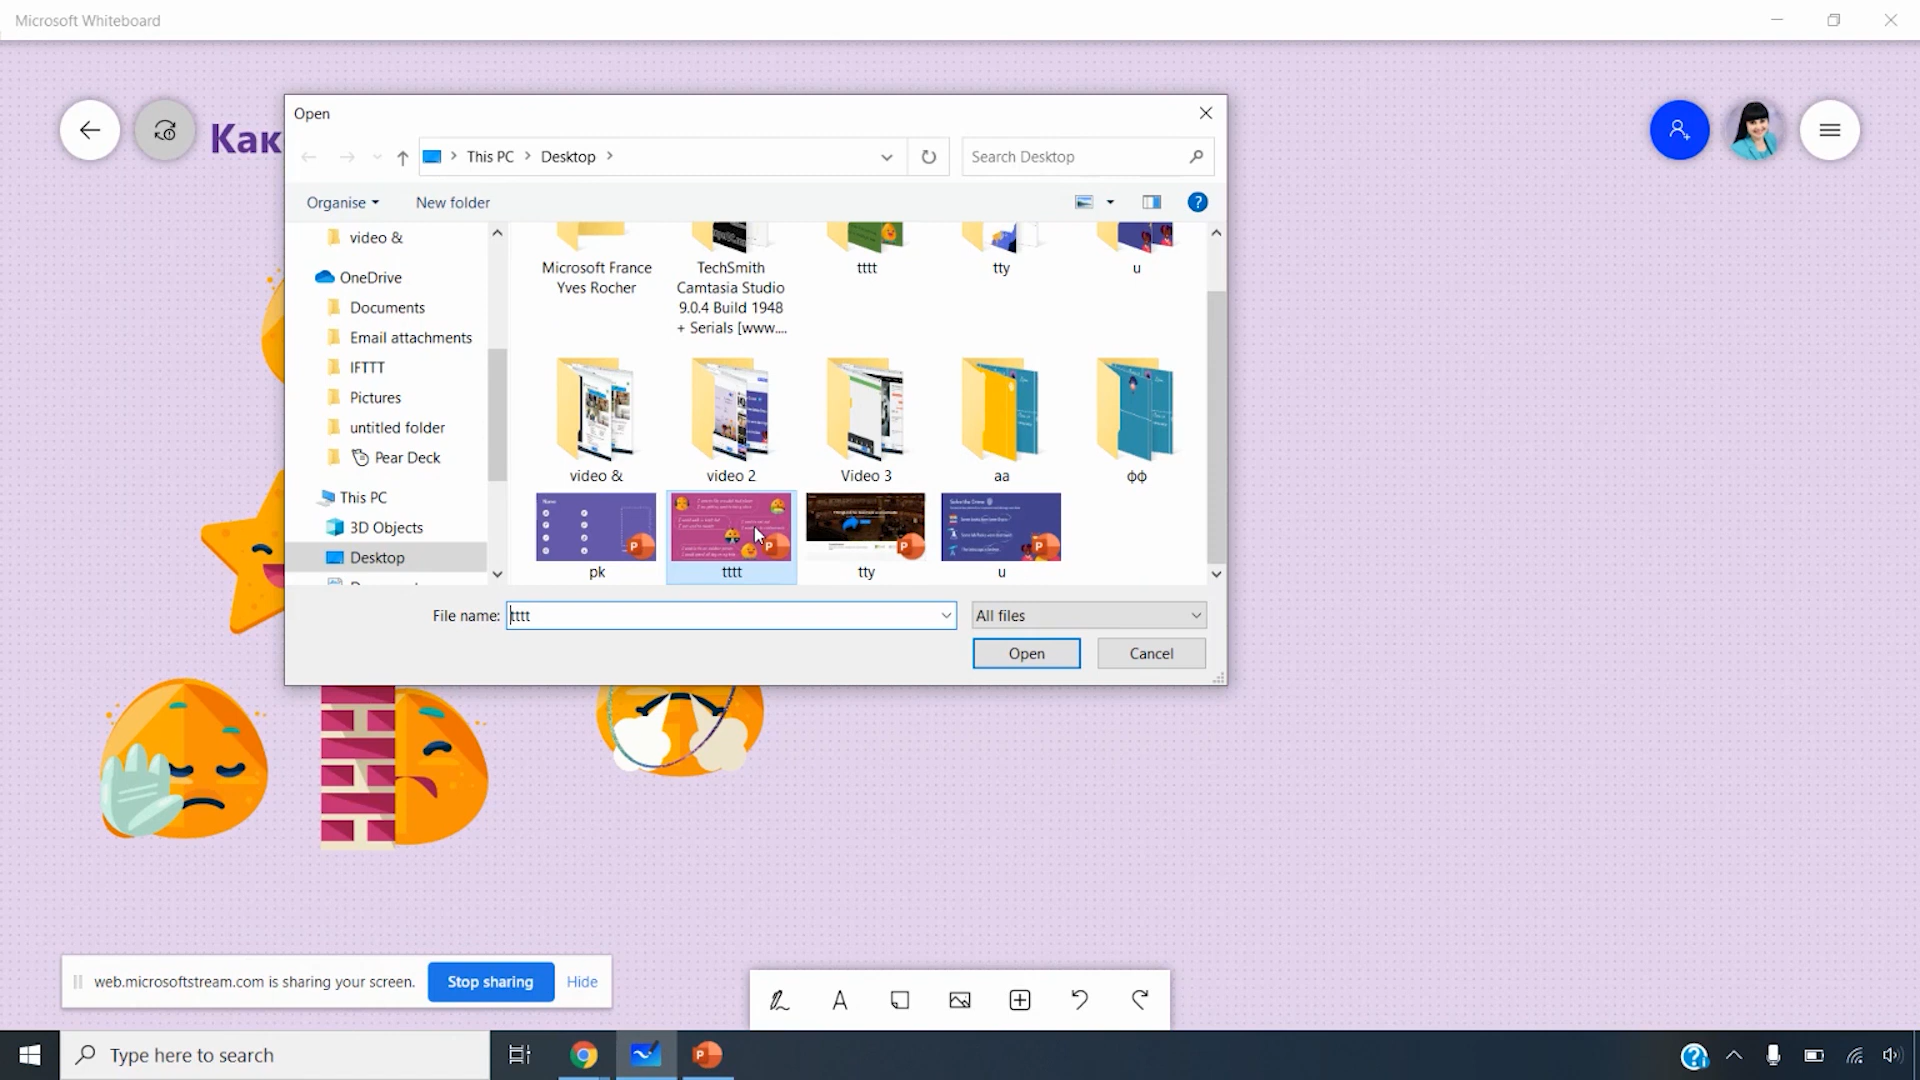 Microsoft Whiteboard
Как
Open
This PC
Desktop
Search Desktop
Organise
New folder
video &
OneDrive
Documents
Email attachments
IFTTT
Pictures
untitled folder
Pear Deck
This PC
3D Objects
Desktop
Microsoft France
Yves Rocher
TechSmith
Camtasia Studio
9.0.4 Build 1948
+ Serials [www....
tttt
tty
u
video &
video 2
Video 3
aa
фф
pk
tttt
tty
u
File name:
tttt
All files
Open
Cancel
web.microsoftstream.com is sharing your screen.
Stop sharing
Hide
Type here to search